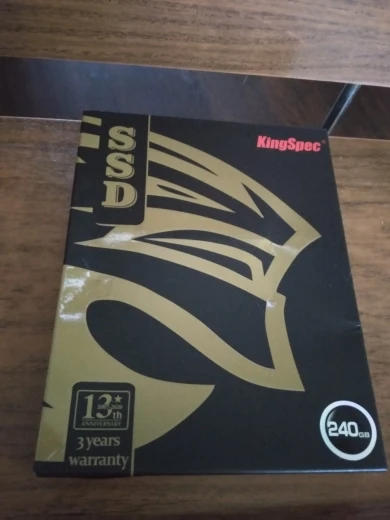 SSD
KingSpec®
13th
ANNIVERSARY
3 years
warranty
240GB